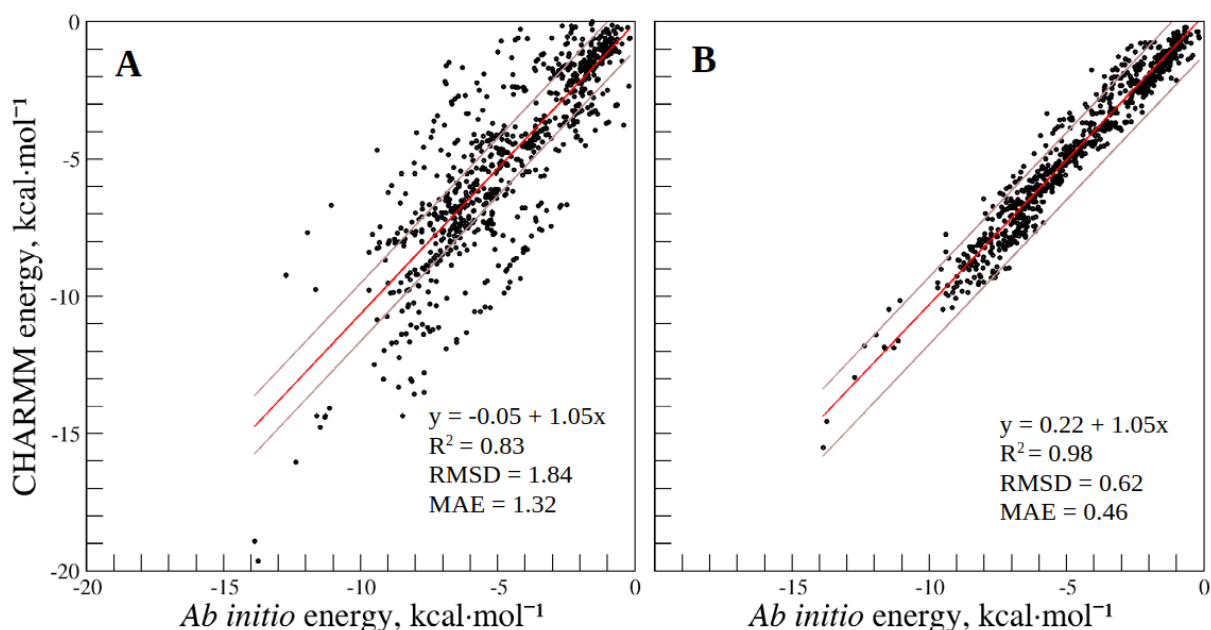 A
B
CHARMM energy, kcal·mol⁻¹
0
-5
-10
-15
-20
y = -0.05 + 1.05x
R² = 0.83
RMSD = 1.84
MAE = 1.32
y = 0.22 + 1.05x
R² = 0.98
RMSD = 0.62
MAE = 0.46
-20 -15 -10 -5 0 -15 -10 -5 0
Ab initio energy, kcal·mol⁻¹ Ab initio energy, kcal·mol⁻¹